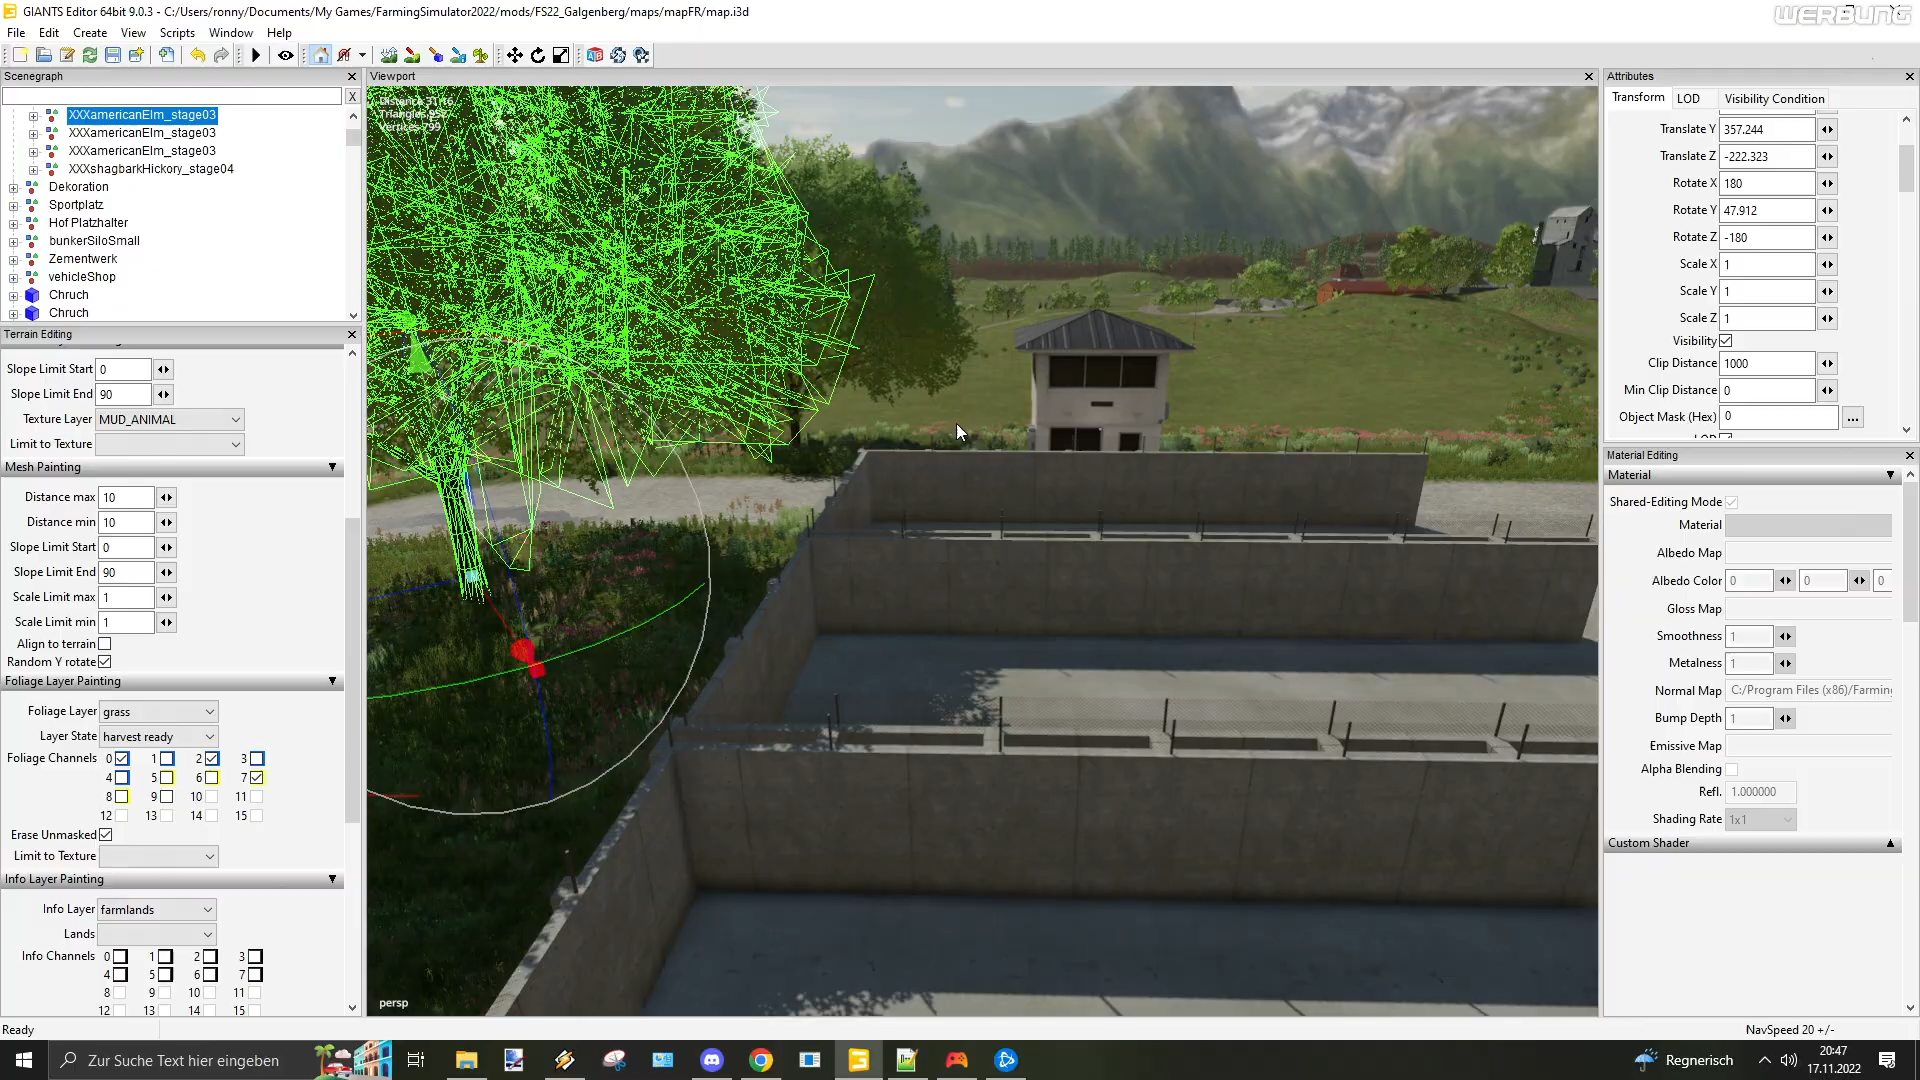 GIANTS Editor 64bit 9.0.3 - C:/Users/ronny/Documents/My Games/FarmingSimulator2022/mods/FS22_Galgenberg/maps/mapFR/map.i3d
WERBUNG
File Edit Create View Scripts Window Help
Scenegraph
X
XXXamericanElm_stage03
XXXamericanElm_stage03
XXXamericanElm_stage03
XXXshagbarkHickory_stage04
Dekoration
Sportplatz
Hof Platzhalter
bunkerSiloSmall
Zementwerk
vehicleShop
Chruch
Chruch
Terrain Editing
Slope Limit Start 0
Slope Limit End 90
Texture Layer MUD_ANIMAL
Limit to Texture
Mesh Painting
Distance max 10
Distance min 10
Slope Limit Start 0
Slope Limit End 90
Scale Limit max 1
Scale Limit min 1
Align to terrain
Random Y rotate
Foliage Layer Painting
Foliage Layer grass
Layer State harvest ready
Foliage Channels 0 1 2 3
4 5 6 7
8 9 10 11
12 13 14 15
Erase Unmasked
Limit to Texture
Info Layer Painting
Info Layer farmlands
Lands
Info Channels 0 1 2 3
4 5 6 7
8 9 10 11
12 13 14 15
Viewport
Triangles 952
Vertices 799
persp
Attributes
Transform LOD Visibility Condition
Translate Y 357.244
Translate Z -222.323
Rotate X 180
Rotate Y 47.912
Rotate Z -180
Scale X 1
Scale Y 1
Scale Z 1
Visibility
Clip Distance 1000
Min Clip Distance 0
Object Mask (Hex) 0 ...
LOD
Material Editing
Material
Shared-Editing Mode
Material
Albedo Map
Albedo Color 0 0 0
Gloss Map
Smoothness 1
Metalness 1
Normal Map C:/Program Files (x86)/Farming
Bump Depth 1
Emissive Map
Alpha Blending
Refl. 1.000000
Shading Rate 1x1
Custom Shader
Ready
NavSpeed 20 +/-
Zur Suche Text hier eingeben
Regnerisch
20:47
17.11.2022